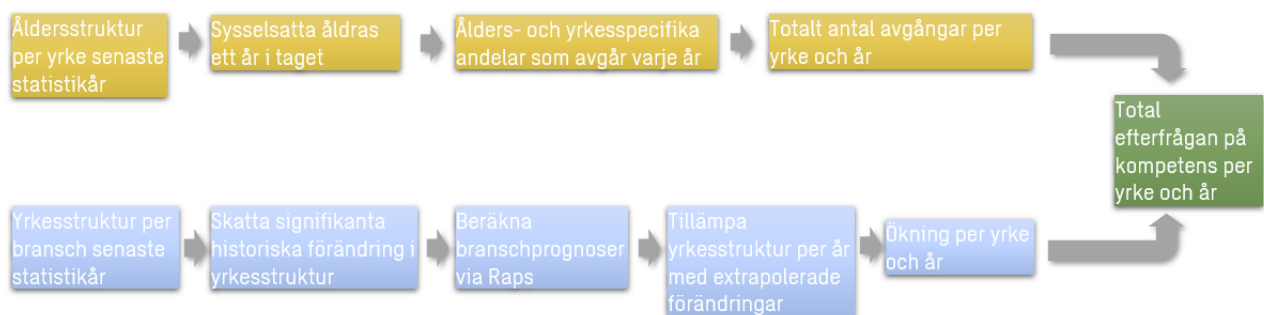 Åldersstruktur
per yrke senaste
statistikår
Sysselsatta åldras
ett år i taget
Ålders- och yrkesspecifika
andelar som avgår varje år
Totalt antal avgångar per
yrke och år
Total
efterfrågan på
kompetens per
yrke och år
Yrkesstruktur per
bransch senaste
statistikår
Skatta signifikanta
historiska förändring i
yrkesstruktur
Beräkna
branschprognoser
via Raps
Tillämpa
yrkesstruktur per år
med extrapolerade
förändringar
Ökning per yrke
och år